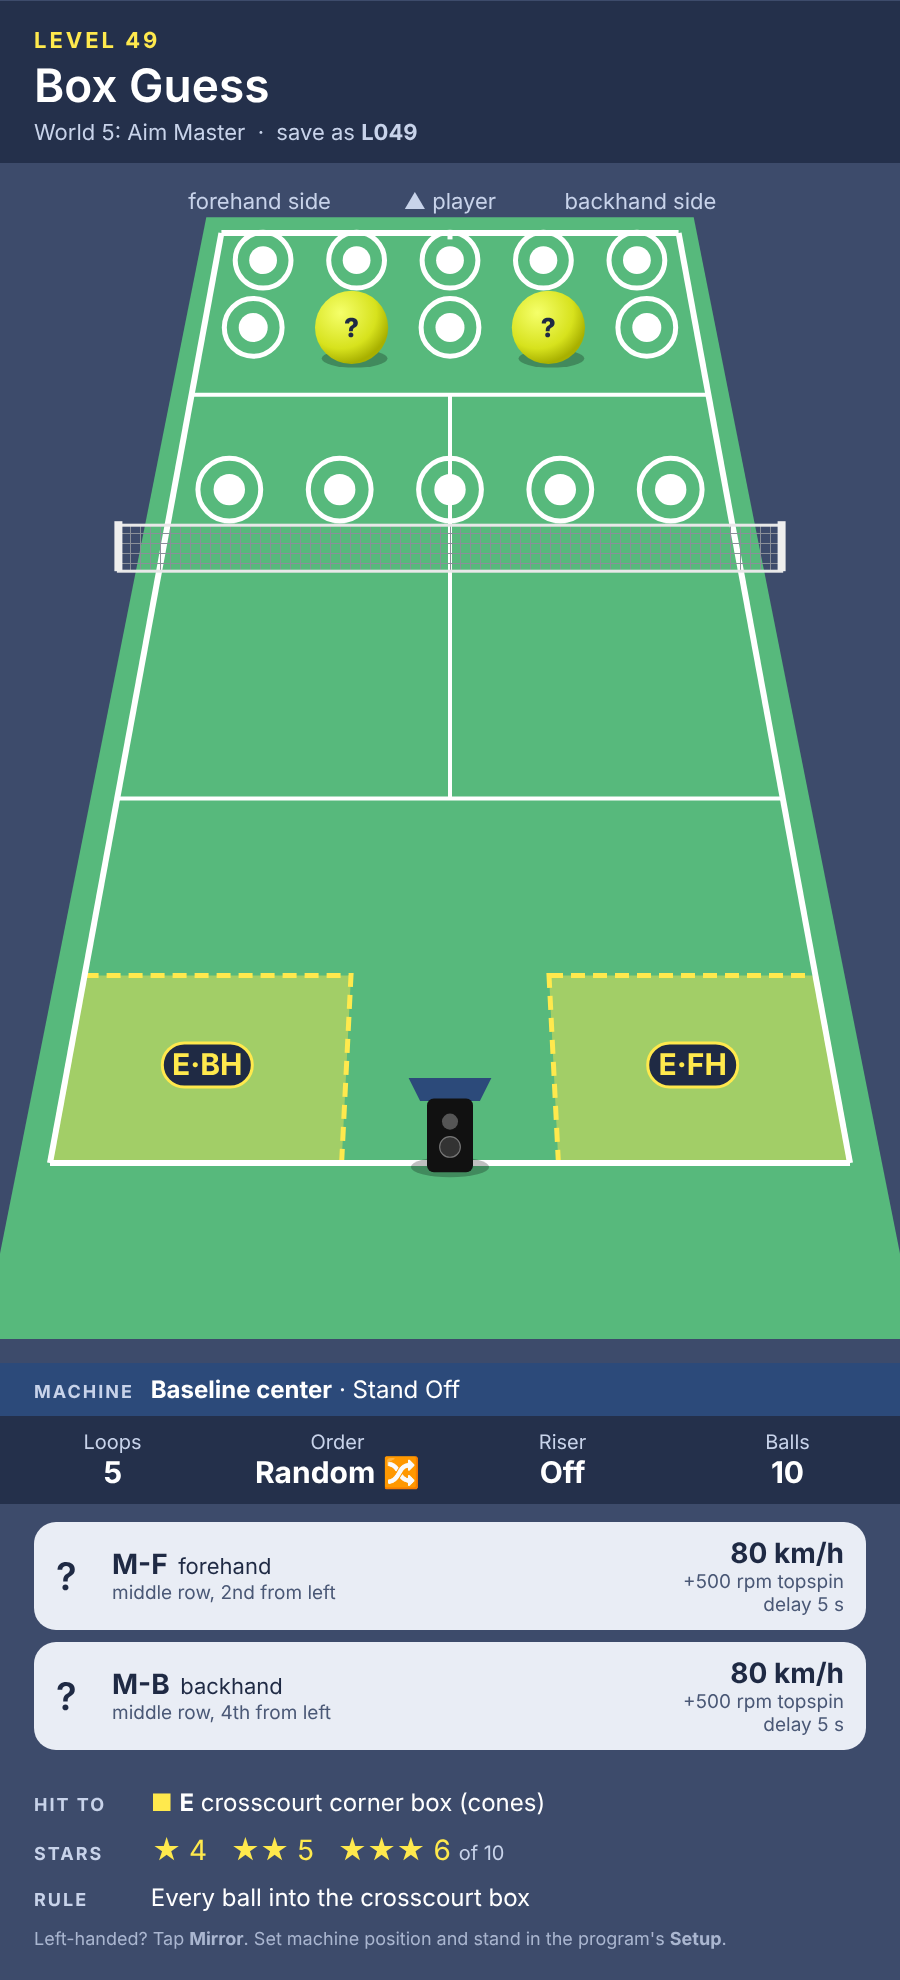 LEVEL 49
Box Guess
World 5: Aim Master · save as L049
forehand side ▲ player backhand side
? ?
E·BH E·FH
MACHINE Baseline center · Stand Off
Loops Order Riser Balls
5 Random 🔀 Off 10
? M-F forehand 80 km/h
middle row, 2nd from left +500 rpm topspin
delay 5 s
? M-B backhand 80 km/h
middle row, 4th from left +500 rpm topspin
delay 5 s
HIT TO E crosscourt corner box (cones)
STARS ★ 4 ★★ 5 ★★★ 6 of 10
RULE Every ball into the crosscourt box
Left-handed? Tap Mirror. Set machine position and stand in the program's Setup.